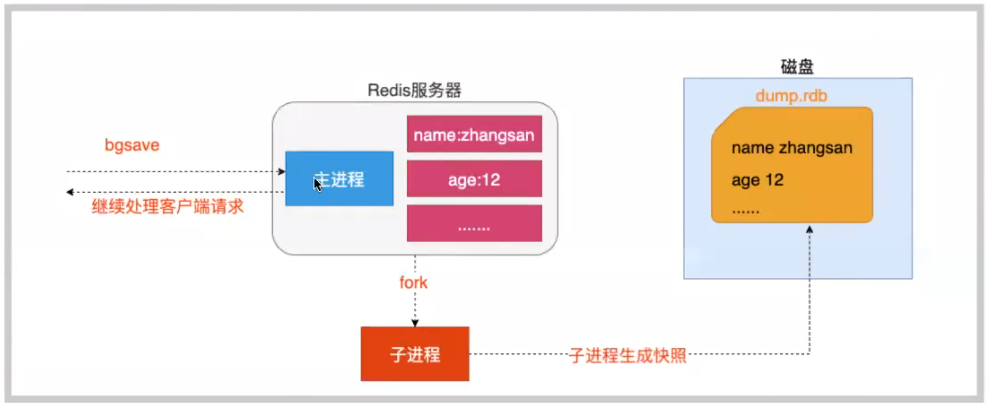 磁盘
Redis服务器
dump.rdb
bgsave
name:zhangsan
name zhangsan
主进程
age:12
age 12
继续处理客户端请求
.......
......
fork
子进程
子进程生成快照